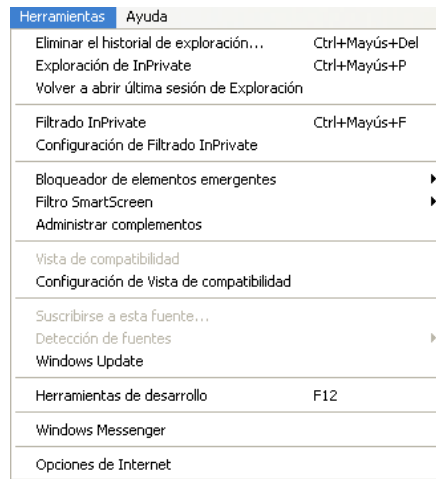 Herramientas Ayuda
Eliminar el historial de exploración... Ctrl+Mayús+Del
Exploración de InPrivate Ctrl+Mayús+P
Volver a abrir última sesión de Exploración
Filtrado InPrivate Ctrl+Mayús+F
Configuración de Filtrado InPrivate
Bloqueador de elementos emergentes
Filtro SmartScreen
Administrar complementos
Vista de compatibilidad
Configuración de Vista de compatibilidad
Suscribirse a esta fuente...
Detección de fuentes
Windows Update
Herramientas de desarrollo F12
Windows Messenger
Opciones de Internet